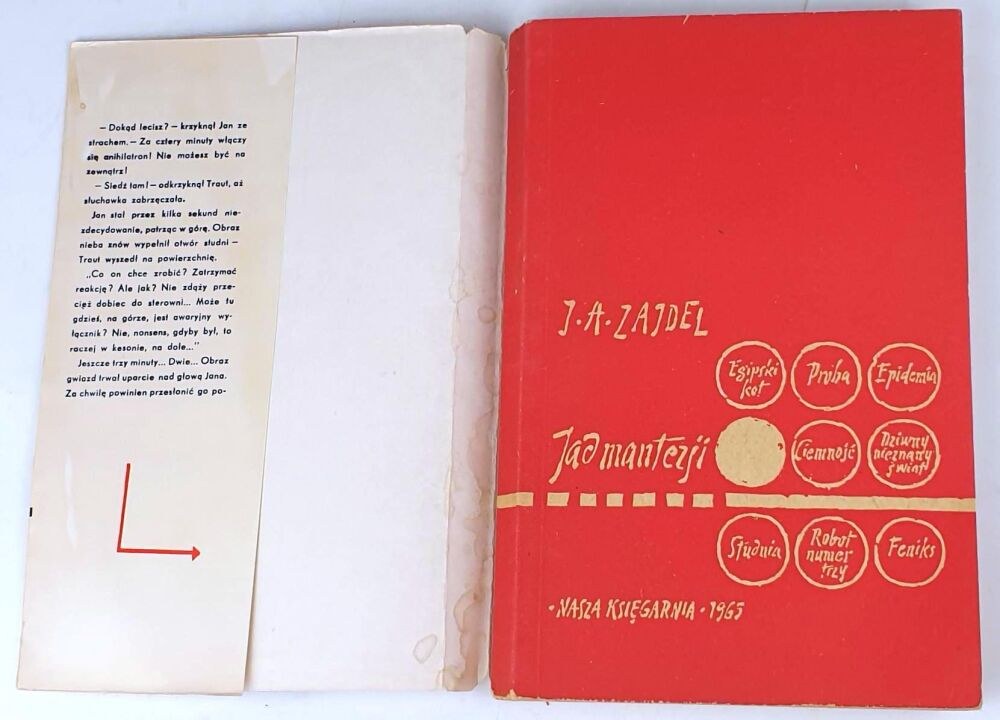 – Dokąd lecisz? – krzyknął Jan ze
strachem. – Za cztery minuty włączy
się anihilatron! Nie możesz być na
zewnątrz!
– Siedź tam! – odkrzyknął Traut, aż
słuchawka zabrzęczała.
Jan stał przez kilka sekund nie-
zdecydowanie, patrząc w górę. Obraz
nieba znów wypełnił otwór studni –
Traut wyszedł na powierzchnię.
„Co on chce zrobić? Zatrzymać
reakcję? Ale jak? Nie zdąży prze-
cież dobiec do sterowni... Może tu
gdzieś, na górze, jest awaryjny wy-
łącznik? Nie, nonsens, gdyby był, to
raczej w kesonie, na dole..."
Jeszcze trzy minuty... Dwie... Obraz
gwiazd trwał uparcie nad głową Jana.
Za chwilę powinien przesłonić go po-
J. A. ZAJDEL
Egipski
kot
Próba
Epidemia
Jad mantezji
Ciemność
Dziwny
nieznany
świat
Studnia
Robot
numer
trzy
Feniks
• NASZA KSIĘGARNIA • 1965